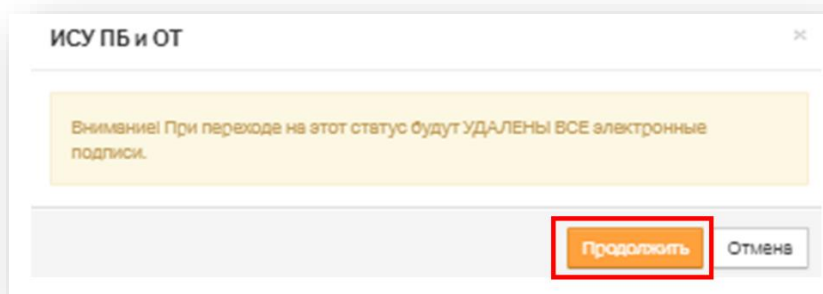 ИСУ ПБ и ОТ
×
Внимание! При переходе на этот статус будут УДАЛЕНЫ ВСЕ электронные
подписи.
Продолжить Отмена